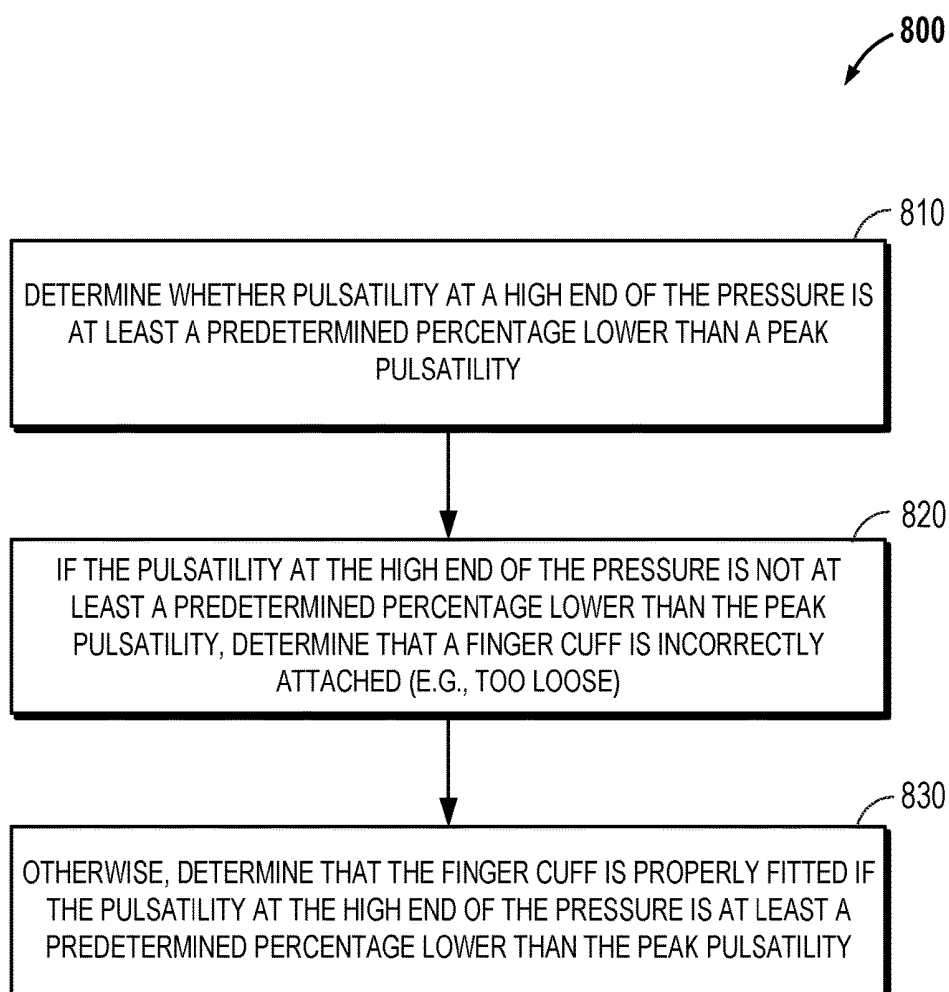 800
810
DETERMINE WHETHER PULSATILITY AT A HIGH END OF THE PRESSURE IS
AT LEAST A PREDETERMINED PERCENTAGE LOWER THAN A PEAK
PULSATILITY
820
IF THE PULSATILITY AT THE HIGH END OF THE PRESSURE IS NOT AT
LEAST A PREDETERMINED PERCENTAGE LOWER THAN THE PEAK
PULSATILITY, DETERMINE THAT A FINGER CUFF IS INCORRECTLY
ATTACHED (E.G., TOO LOOSE)
830
OTHERWISE, DETERMINE THAT THE FINGER CUFF IS PROPERLY FITTED IF
THE PULSATILITY AT THE HIGH END OF THE PRESSURE IS AT LEAST A
PREDETERMINED PERCENTAGE LOWER THAN THE PEAK PULSATILITY